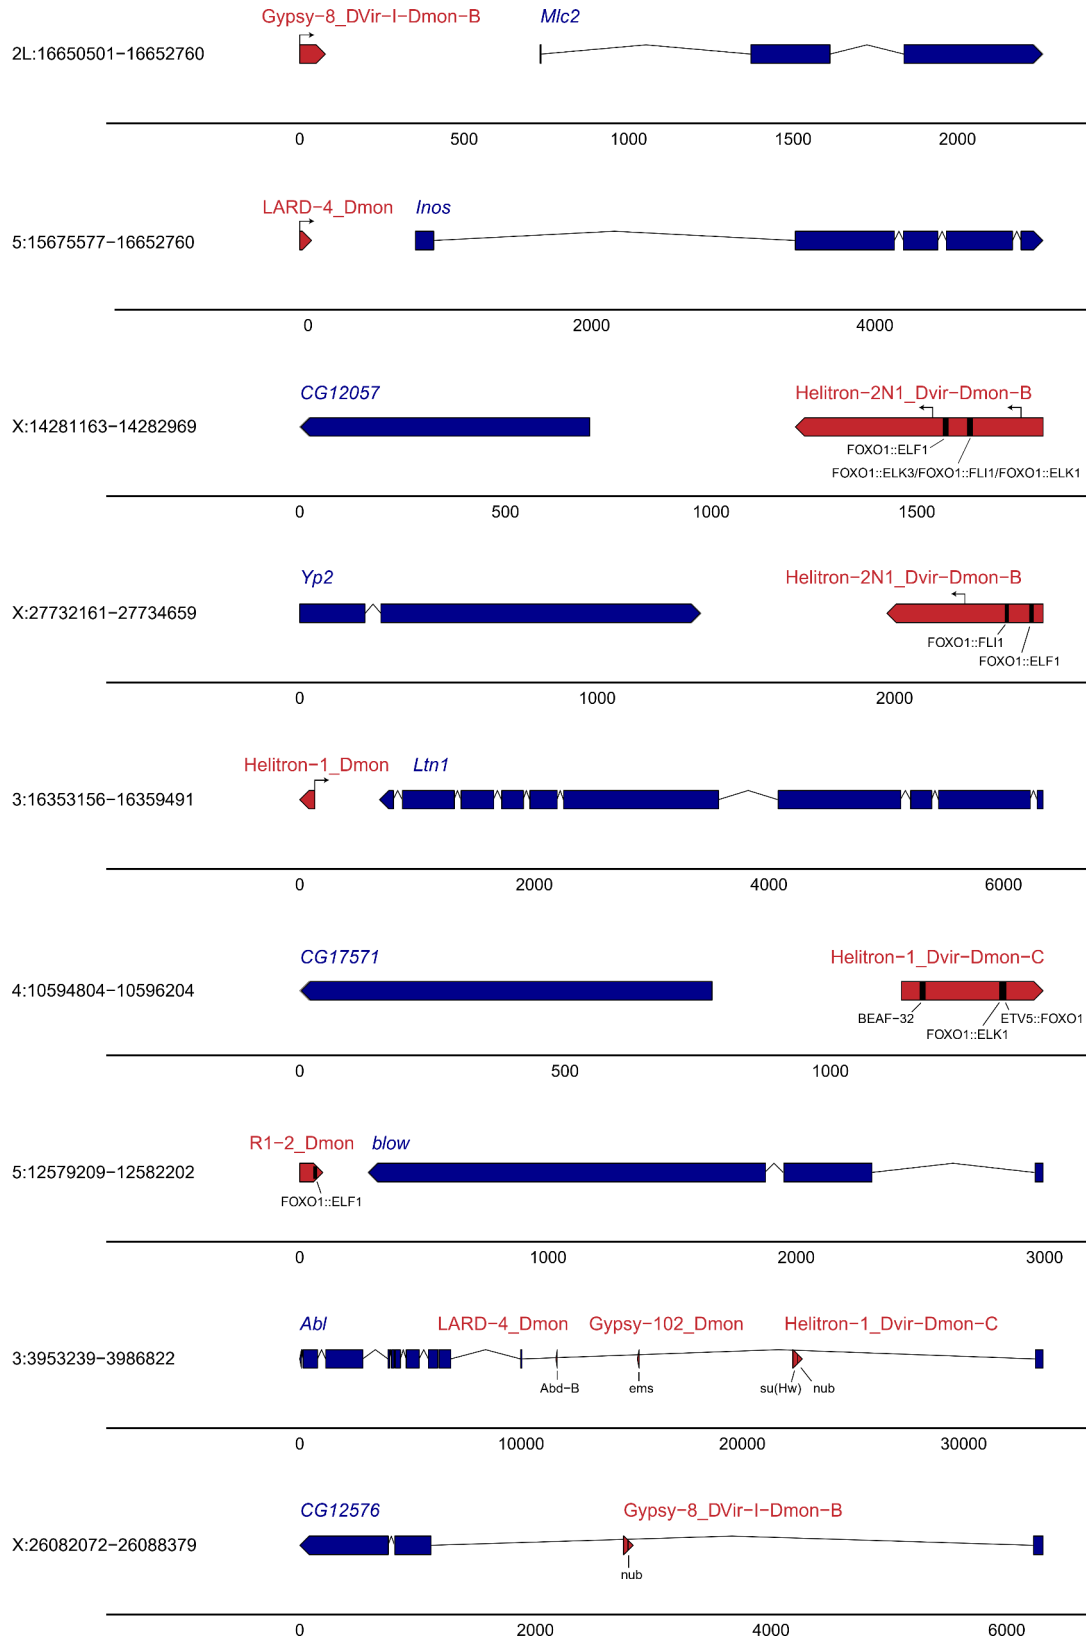 Gypsy−8_DVir−I−Dmon−B Mlc2
2L:16650501−16652760
0 500 1000 1500 2000
LARD−4_Dmon Inos
5:15675577−16652760
0 2000 4000
CG12057 Helitron−2N1_Dvir−Dmon−B
X:14281163−14282969
FOXO1::ELF1
FOXO1::ELK3/FOXO1::FLI1/FOXO1::ELK1
0 500 1000 1500
Yp2 Helitron−2N1_Dvir−Dmon−B
X:27732161−27734659
FOXO1::FLI1
FOXO1::ELF1
0 1000 2000
Helitron−1_Dmon Ltn1
3:16353156−16359491
0 2000 4000 6000
CG17571 Helitron−1_Dvir−Dmon−C
4:10594804−10596204
BEAF−32 ETV5::FOXO1
FOXO1::ELK1
0 500 1000
R1−2_Dmon blow
5:12579209−12582202
FOXO1::ELF1
0 1000 2000 3000
Abl LARD−4_Dmon Gypsy−102_Dmon Helitron−1_Dvir−Dmon−C
3:3953239−3986822
Abd−B ems su(Hw) nub
0 10000 20000 30000
CG12576 Gypsy−8_DVir−I−Dmon−B
X:26082072−26088379
nub
0 2000 4000 6000